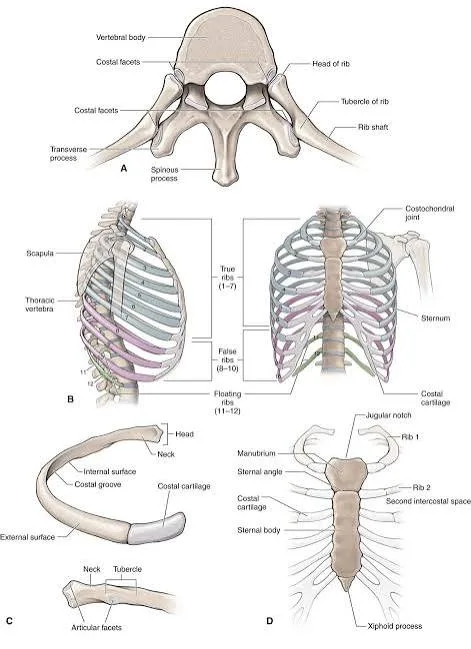 Vertebral body
Costal facets
Head of rib
Costal facets
Tubercle of rib
Rib shaft
Transverse
process
Spinous
process
A
Costochondral
joint
Scapula
True
ribs
(1–7)
Thoracic
vertebra
Sternum
False
ribs
(8–10)
11
12
Floating
ribs
(11–12)
Costal
cartilage
B
Head
Neck
Internal surface
Costal groove
Costal cartilage
External surface
Neck
Tubercle
Articular facets
C
Jugular notch
Rib 1
Manubrium
Sternal angle
Rib 2
Second intercostal space
Costal
cartilage
Sternal body
Xiphoid process
D